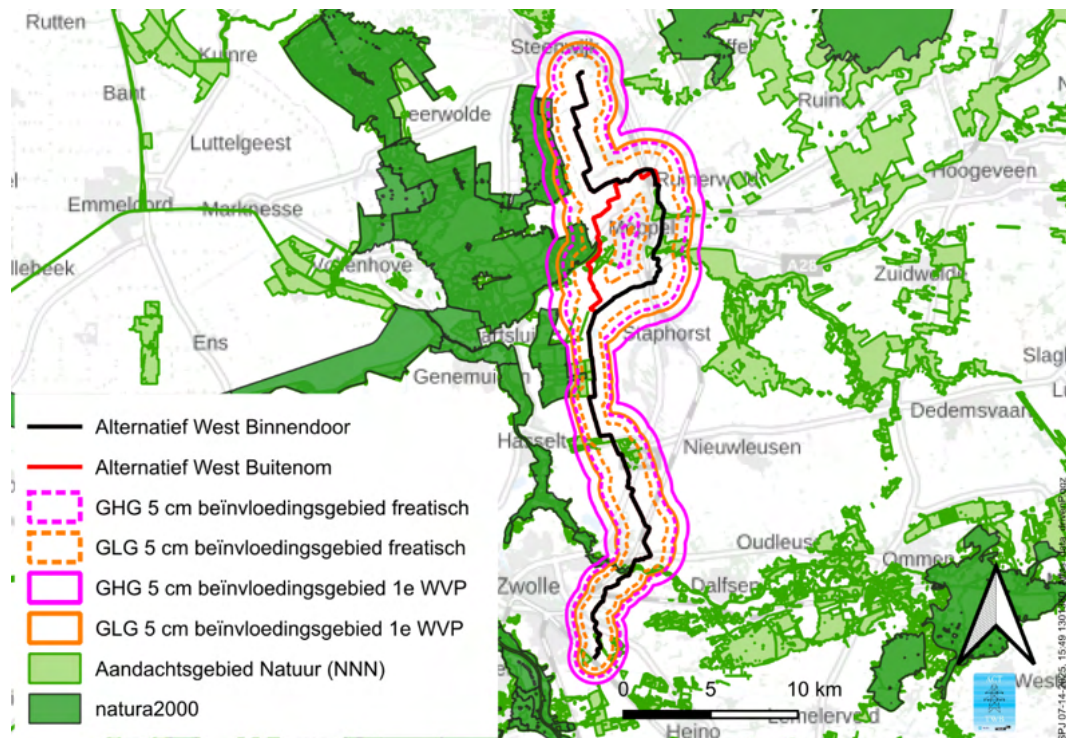 Rutten
Kuinre
Steenwijk
Bant
Luttelgeest
Emmeloord
Marknesse
Ruinerwold
Hoogeveen
Meppel
A28
Zuidwolde
Ens
Staphorst
Genemuiden
Dedemsvaart
Hasselt
Nieuwleusen
Oudleus
Ommen
Zwolle
Dalfsen
Heino
Lemelerveld
Alternatief West Binnendoor
Alternatief West Buitenom
GHG 5 cm beïnvloedingsgebied freatisch
GLG 5 cm beïnvloedingsgebied freatisch
GHG 5 cm beïnvloedingsgebied 1e WVP
GLG 5 cm beïnvloedingsgebied 1e WVP
Aandachtsgebied Natuur (NNN)
natura2000
0 5 10 km